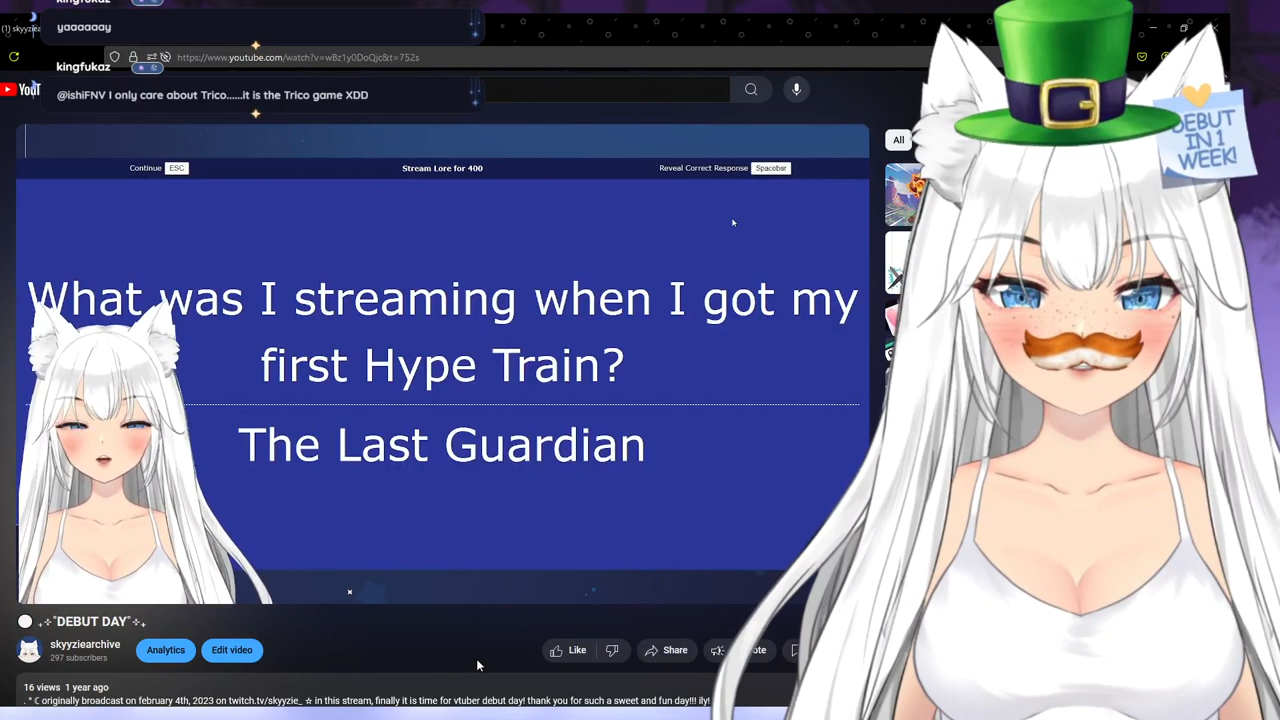 kingfukaz
yaaaaaay
(1) skyyziea
https://www.youtube.com/watch?v=wBz1y0DoQjc&t=752s
kingfukaz
@ishiFNV I only care about Trico......it is the Trico game XDD
DEBUT
IN 1
WEEK!
All
Continue ESC
Stream Lore for 400
Reveal Correct Response Spacebar
What was I streaming when I got my
first Hype Train?
The Last Guardian
DEBUT DAY
skyyziearchive
297 subscribers
Analytics
Edit video
Like
Share
16 views 1 year ago
originally broadcast on february 4th, 2023 on twitch.tv/skyyzie_ ☆ in this stream, finally it is time for vtuber debut day! thank you for such a sweet and fun day!!! ily!